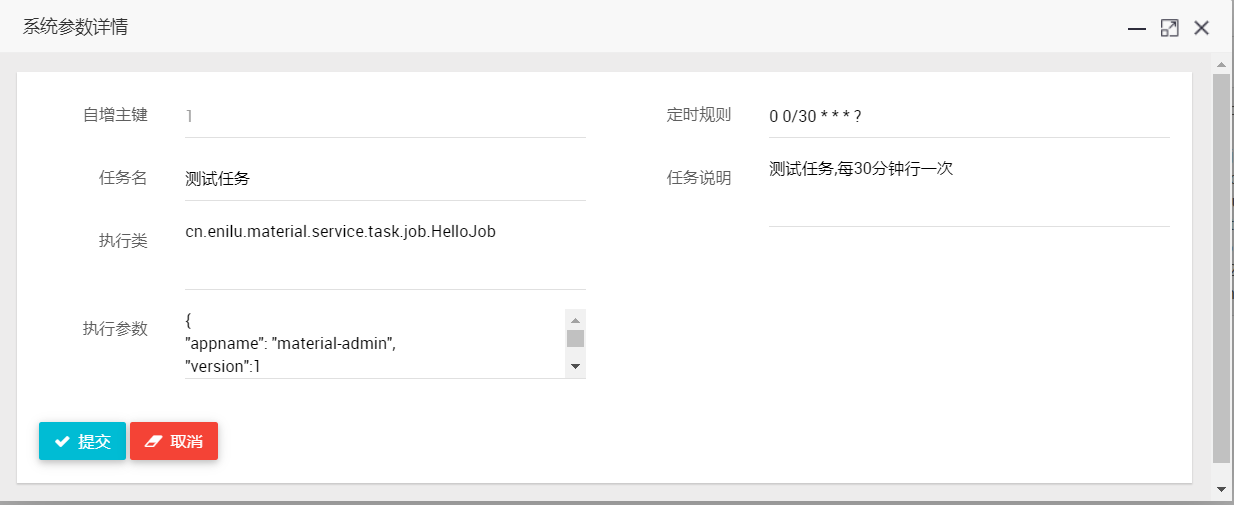 系统参数详情
自增主键
1
定时规则
0 0/30 * * * ?
任务名
测试任务
任务说明
测试任务,每30分钟行一次
执行类
cn.enilu.material.service.task.job.HelloJob
执行参数
{
"appname": "material-admin",
"version":1
提交
取消